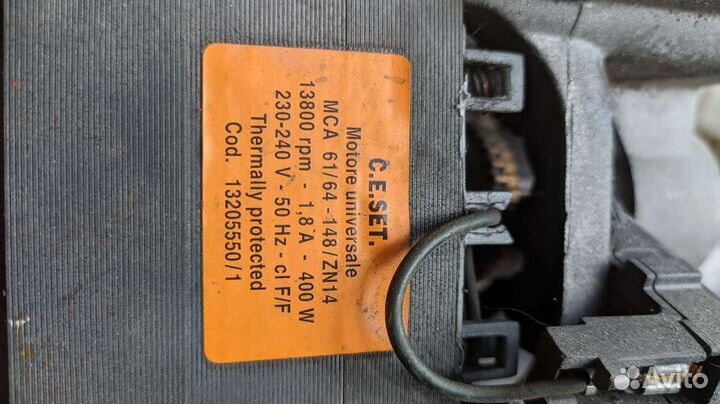 C.E.SET.
Motore universale
MCA 61/64 -148/ZN14
13800 rpm - 1,8 A - 400 W
230-240 V - 50 Hz - cl F/F
Thermally protected
Cod. 13205550/1
Avito